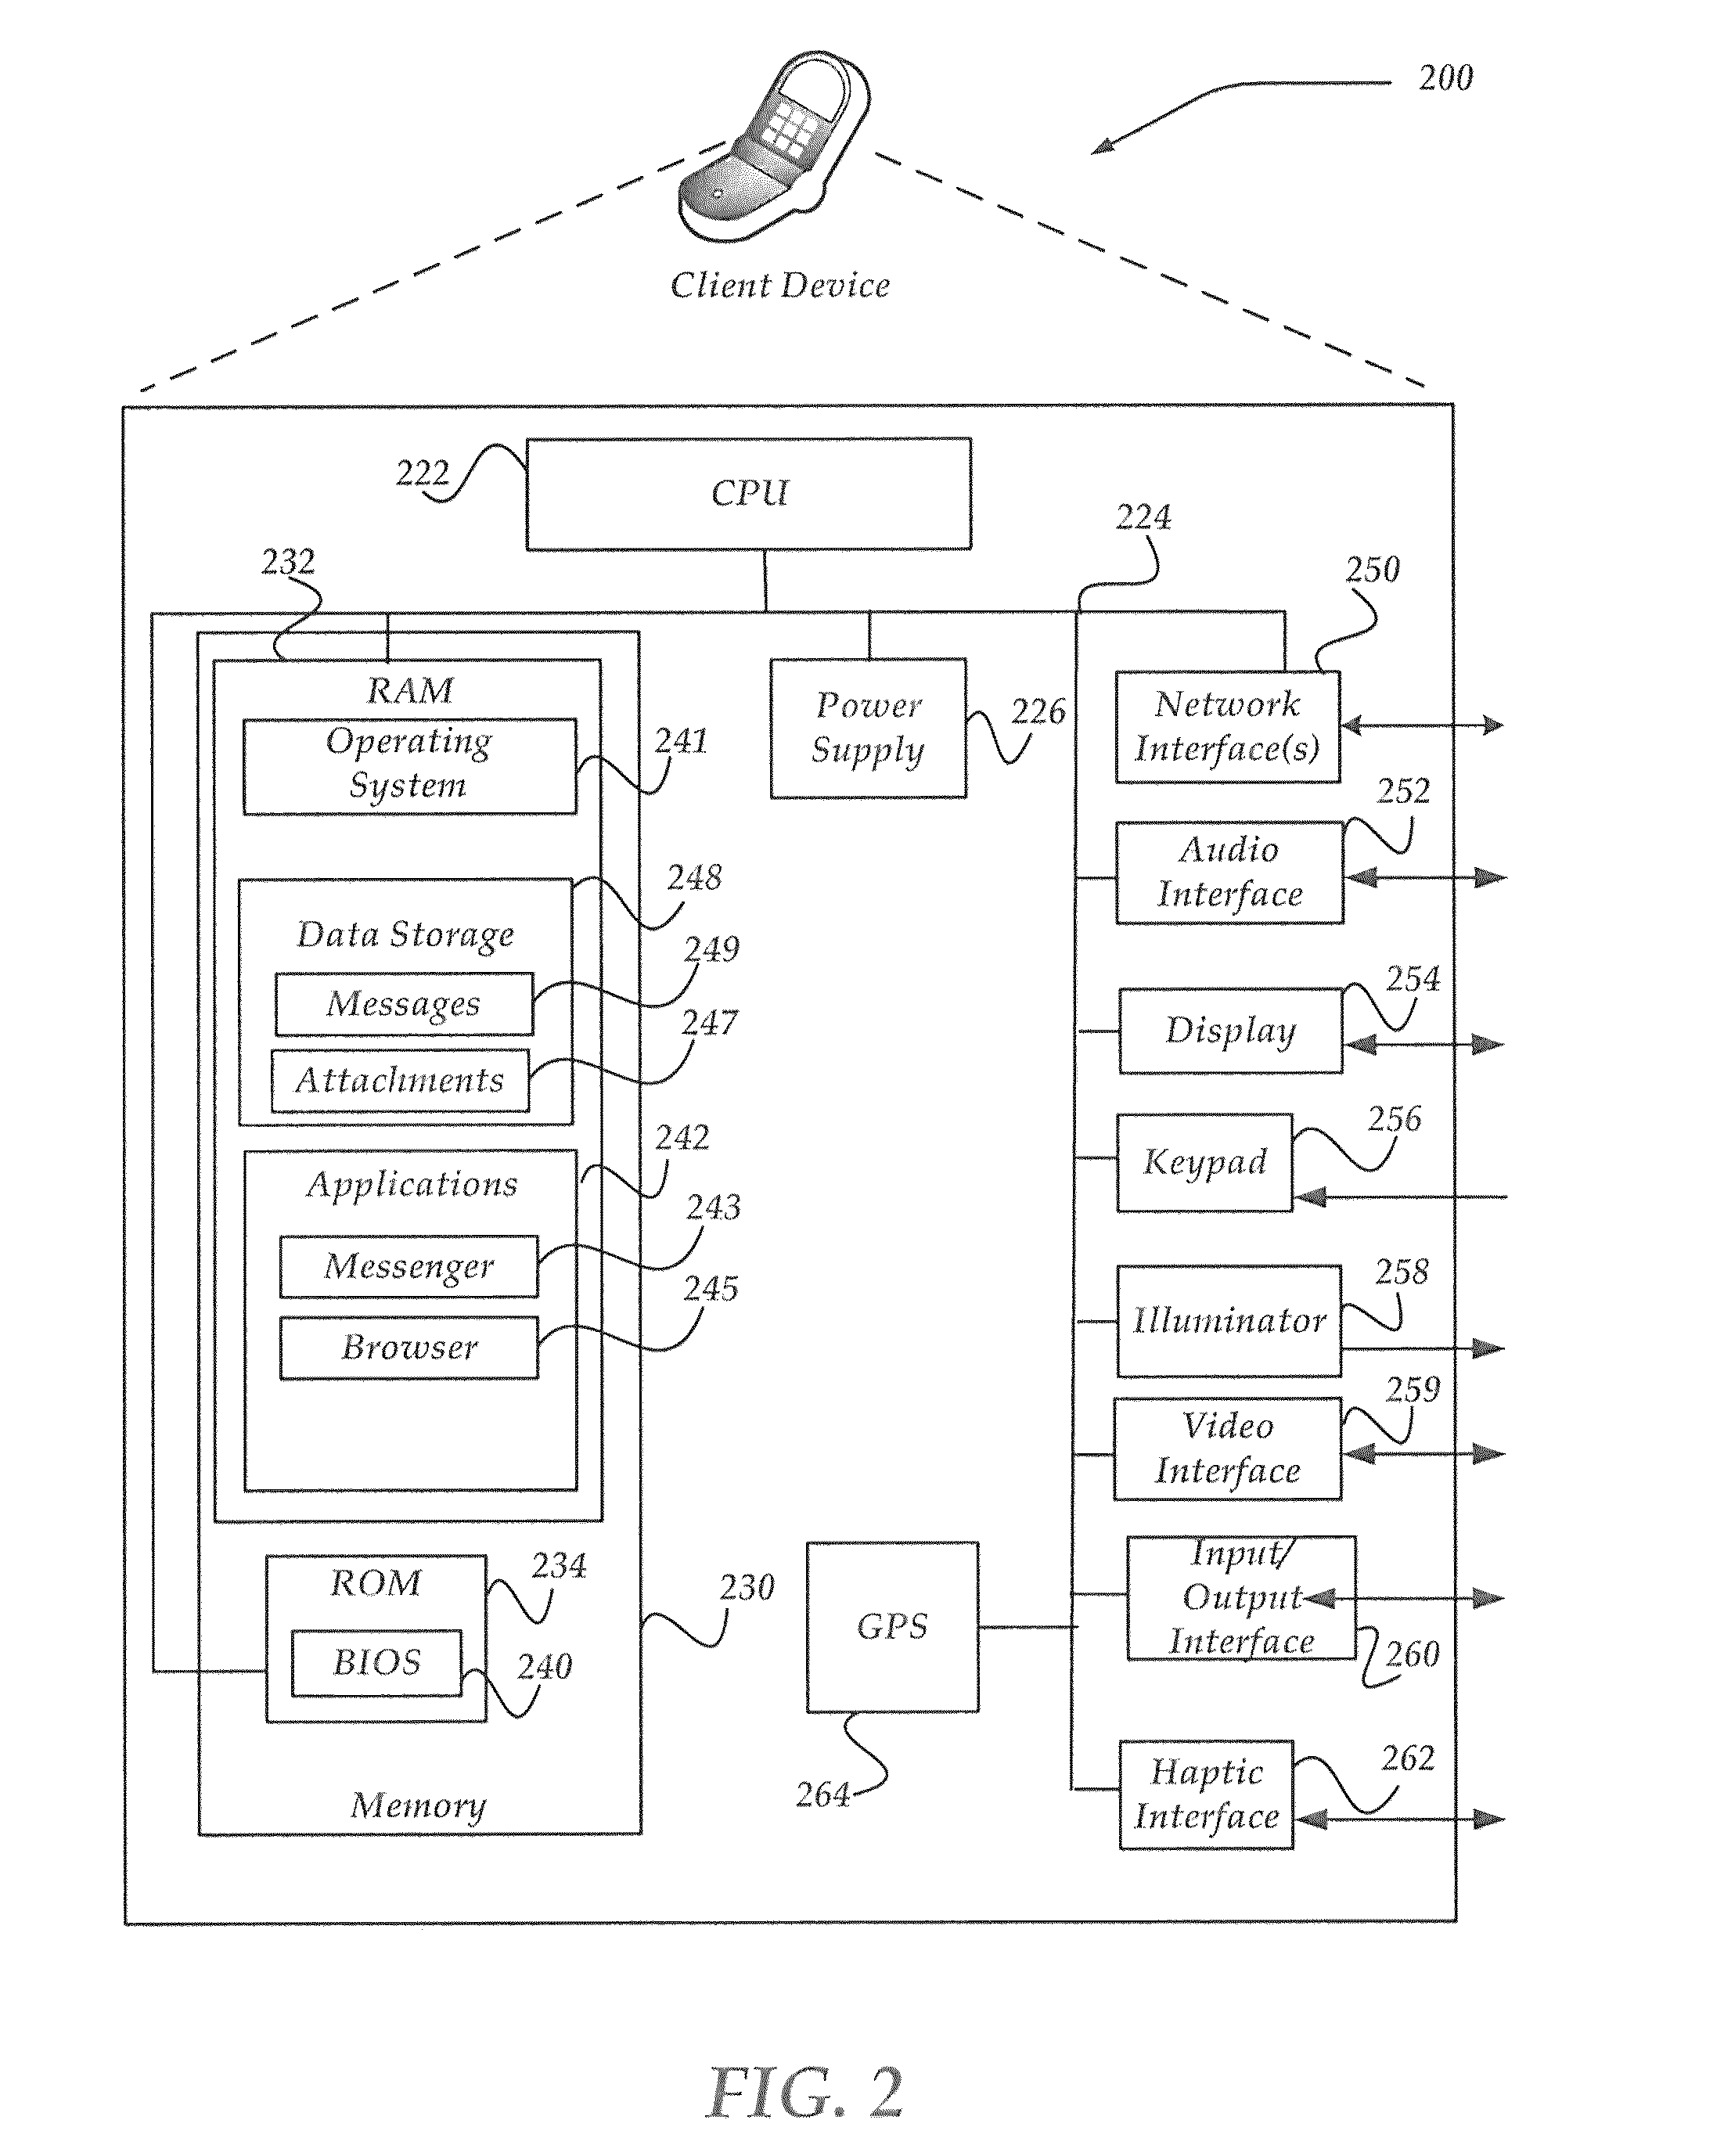 200
Client Device
222
CPU
224
232
250
RAM
Operating
System
241
Power
Supply
226
Network
Interface(s)
252
Audio
Interface
248
Data Storage
249
Messages
247
Attachments
254
Display
242
Applications
243
Messenger
245
Browser
256
Keypad
258
Illuminator
259
Video
Interface
234
ROM
BIOS
240
230
Memory
GPS
264
Input/
Output
Interface
260
262
Haptic
Interface
FIG. 2